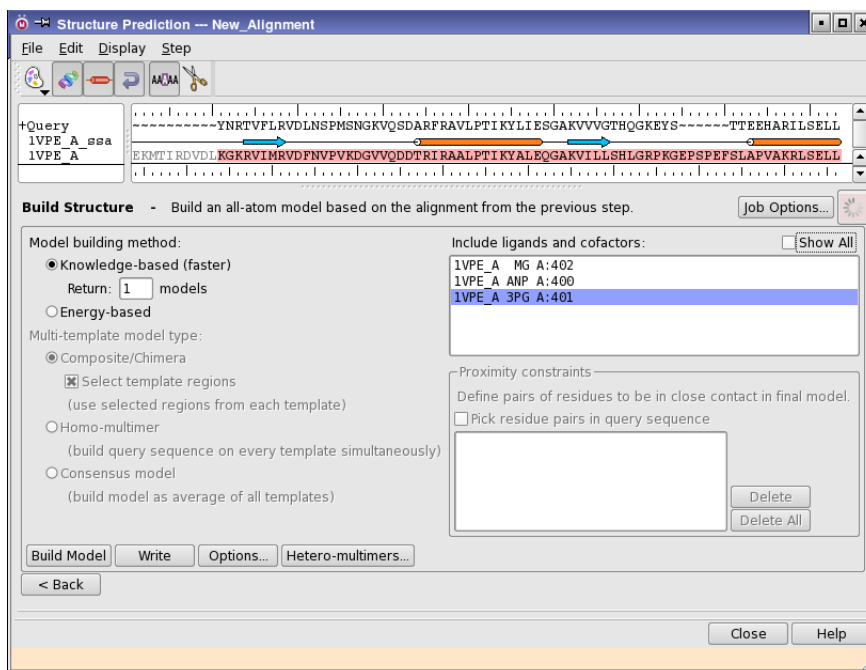 Structure Prediction --- New_Alignment
File Edit Display Step
+Query ~~~~~~~~~~YNRTVFLRVDLNSPMSNGKVQSDARFRAVLPTIKYLIESGAKVVVGTHQGKEYS~~~~~~TTEEHARILSELL
1VPE_A_ssa
1VPE_A EKMTIRDVDLKGKRVIMRVDFNVPVKDGVVQDDTRIRAALPTIKYALEQGAKVILLSHLGRPKGEPSPEFSLAPVAKRLSELL
Build Structure - Build an all-atom model based on the alignment from the previous step.
Job Options...
Model building method:
Knowledge-based (faster)
Return: 1 models
Energy-based
Multi-template model type:
Composite/Chimera
Select template regions
(use selected regions from each template)
Homo-multimer
(build query sequence on every template simultaneously)
Consensus model
(build model as average of all templates)
Include ligands and cofactors:
Show All
1VPE_A MG A:402
1VPE_A ANP A:400
1VPE_A 3PG A:401
Proximity constraints
Define pairs of residues to be in close contact in final model.
Pick residue pairs in query sequence
Delete
Delete All
Build Model Write Options... Hetero-multimers...
< Back
Close Help